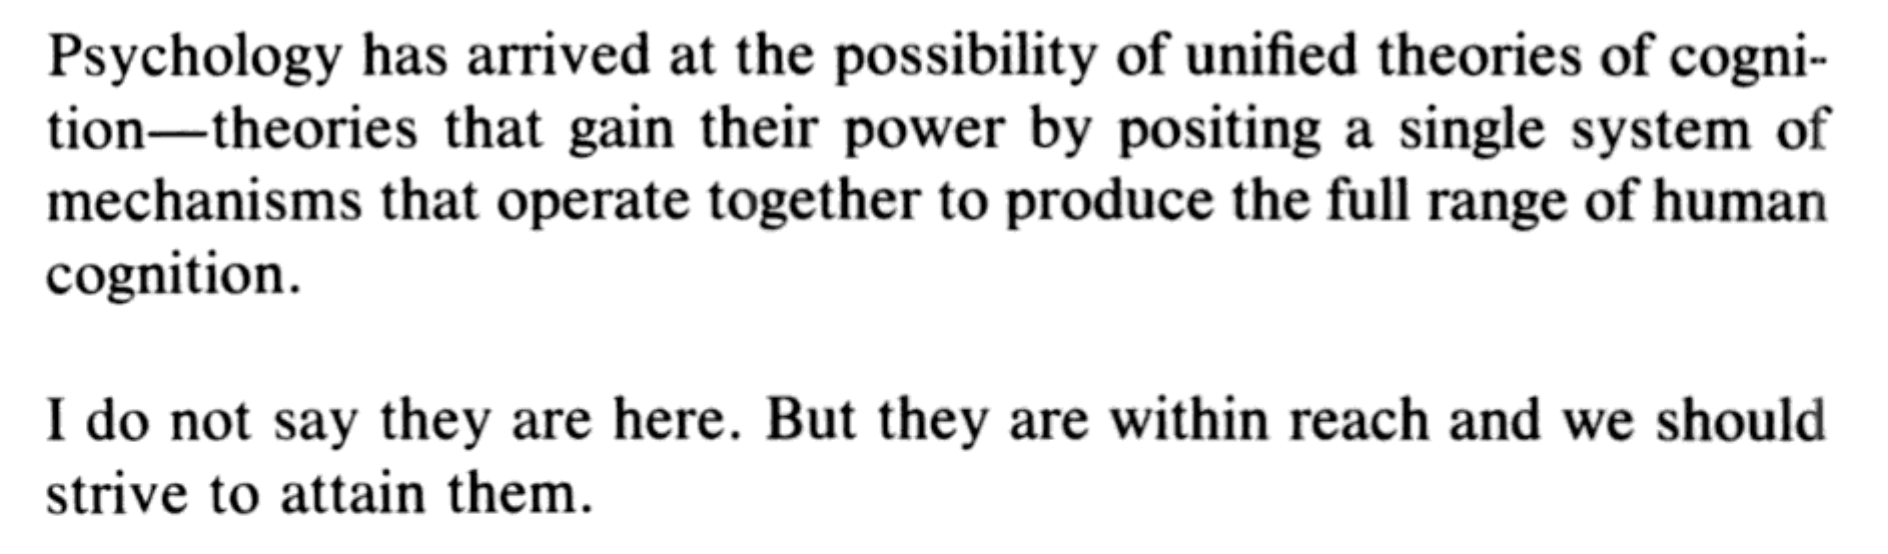 Psychology has arrived at the possibility of unified theories of cogni-
tion—theories that gain their power by positing a single system of
mechanisms that operate together to produce the full range of human
cognition.
I do not say they are here. But they are within reach and we should
strive to attain them.